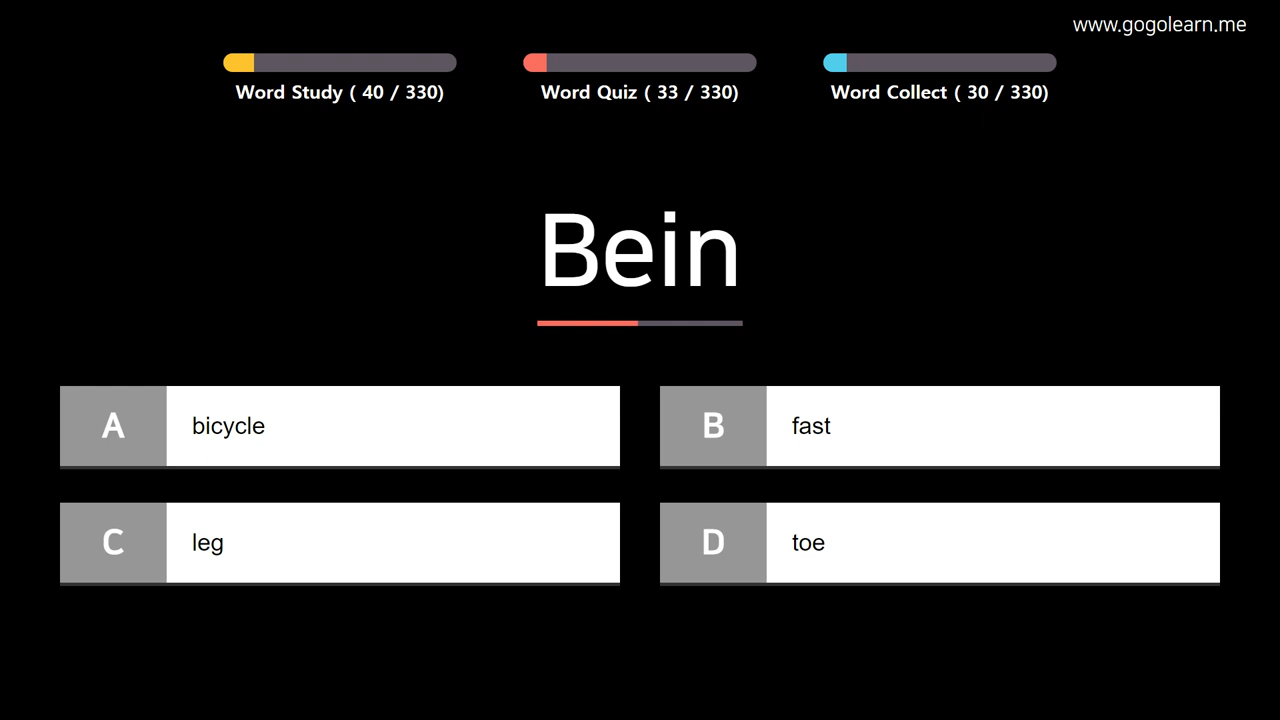 www.gogolearn.me
Word Study ( 40 / 330)
Word Quiz ( 33 / 330)
Word Collect ( 30 / 330)
Bein
A bicycle
B fast
C leg
D toe